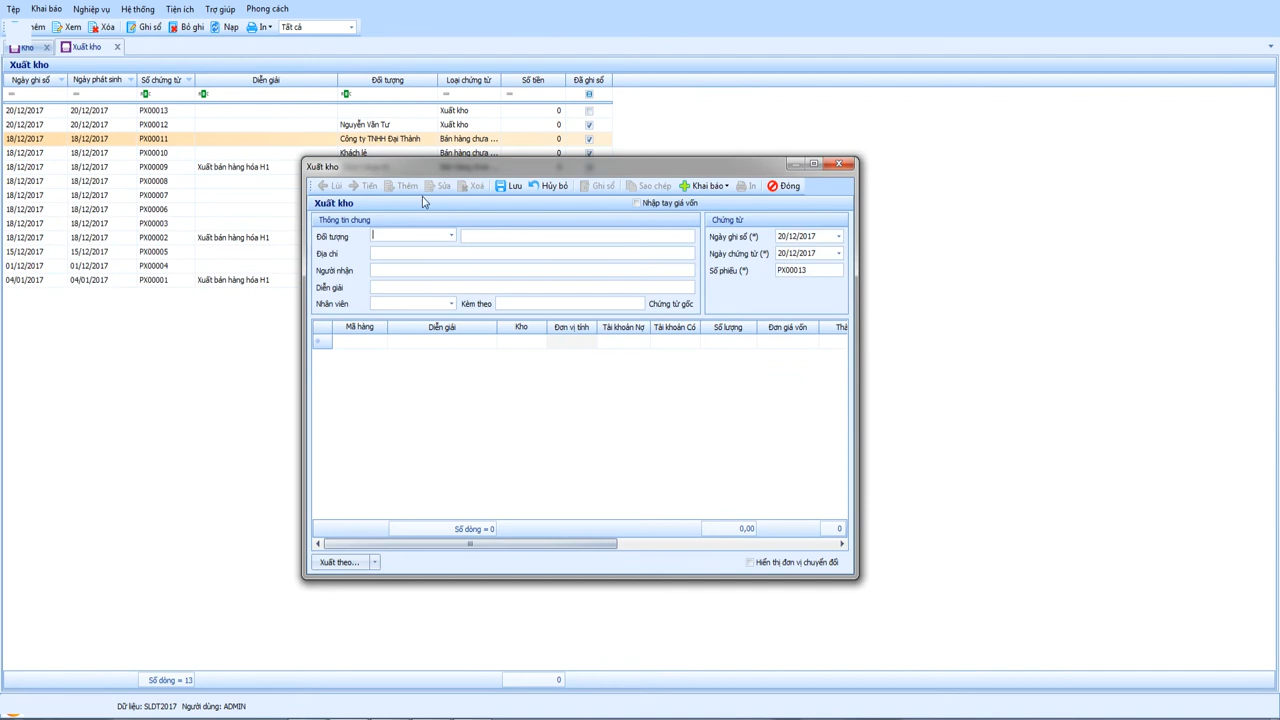 Tệp Khai báo Nghiệp vụ Hệ thống Tiện ích Trợ giúp Phong cách
Xem Xóa Ghi sổ Bỏ ghi Nạp In Tất cả
Kho Xuất kho
Xuất kho
Ngày ghi sổ Ngày phát sinh Số chứng từ Diễn giải Đối tượng Loại chứng từ Số tiền Đã ghi sổ
20/12/2017 20/12/2017 PX00013 Xuất kho 0
20/12/2017 20/12/2017 PX00012 Nguyễn Văn Tư Xuất kho 0
18/12/2017 18/12/2017 PX00011 Công ty TNHH Đại Thành Bán hàng chưa ... 0
18/12/2017 18/12/2017 PX00010 Khách lẻ Bán hàng chưa ... 0
18/12/2017 18/12/2017 PX00009 Xuất bán hàng hóa H1
18/12/2017 18/12/2017 PX00008
18/12/2017 18/12/2017 PX00007
18/12/2017 18/12/2017 PX00006
18/12/2017 18/12/2017 PX00003
18/12/2017 18/12/2017 PX00002 Xuất bán hàng hóa H1
15/12/2017 15/12/2017 PX00005
01/12/2017 01/12/2017 PX00004
04/01/2017 04/01/2017 PX00001 Xuất bán hàng hóa H1
Xuất kho
Lùi Tiến Thêm Sửa Xoá Lưu Hủy bỏ Ghi sổ Sao chép Khai báo In Đóng
Xuất kho Nhập tay giá vốn
Thông tin chung Chứng từ
Đối tượng Ngày ghi sổ (*) 20/12/2017
Địa chỉ Ngày chứng từ (*) 20/12/2017
Người nhận Số phiếu (*) PX00013
Diễn giải
Nhân viên Kèm theo Chứng từ gốc
Mã hàng Diễn giải Kho Đơn vị tính Tài khoản Nợ Tài khoản Có Số lượng Đơn giá vốn
Số dòng = 0 0,00 0
Xuất theo... Hiển thị đơn vị chuyển đổi
Số dòng = 13 0
Dữ liệu: SLDT2017 Người dùng: ADMIN